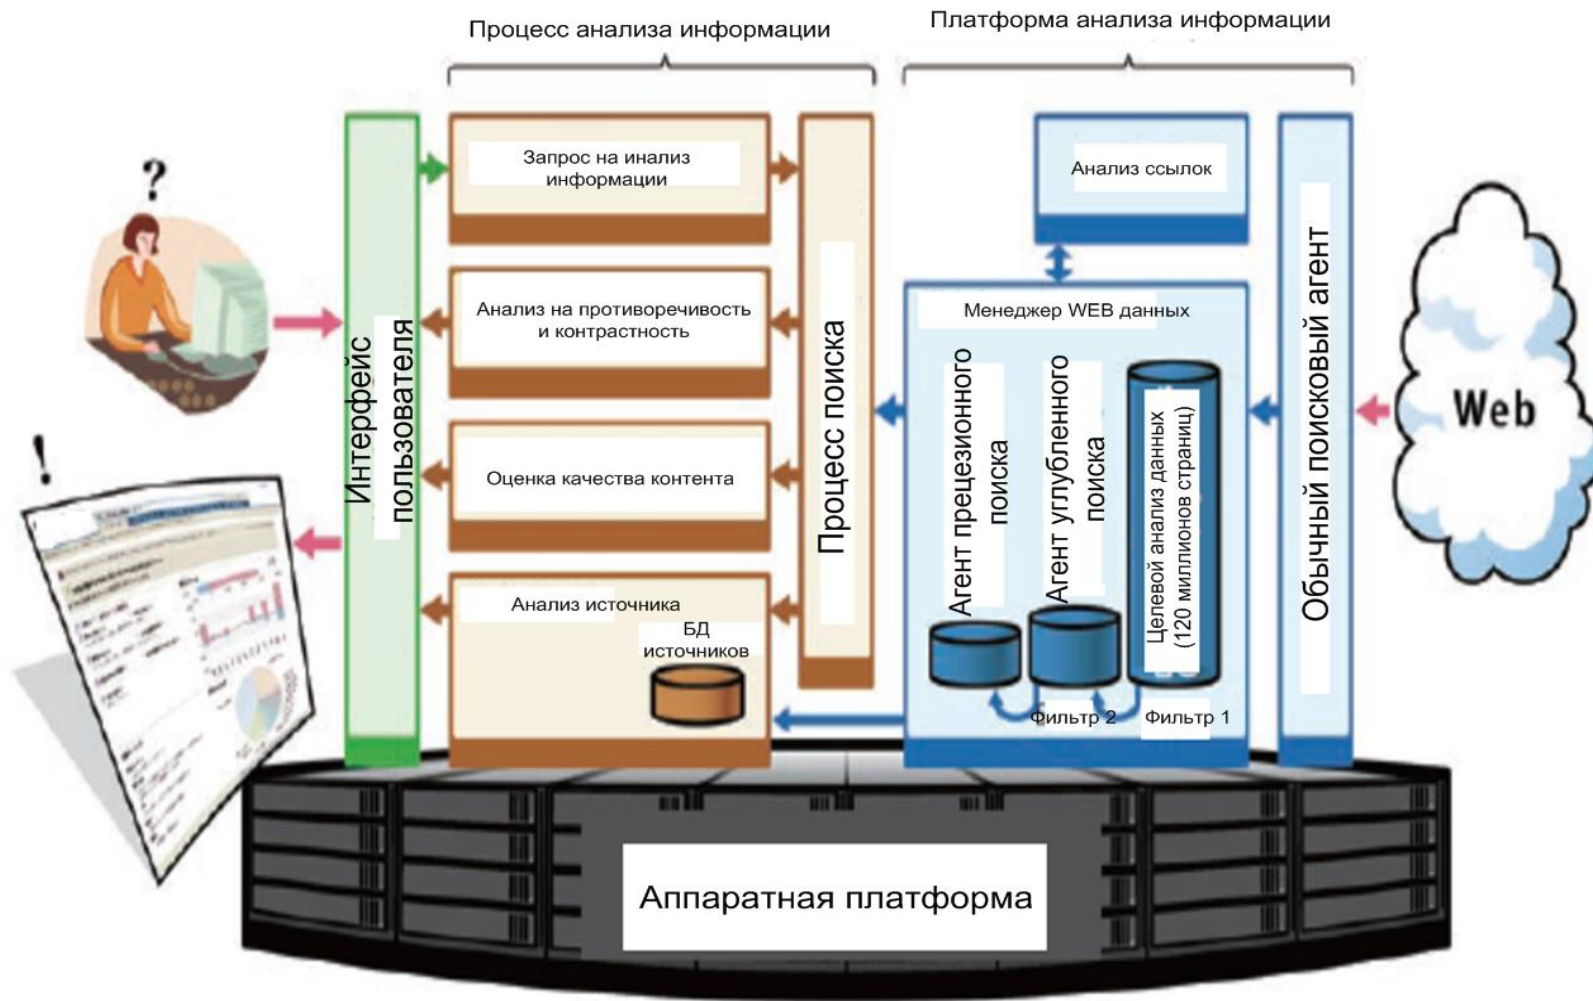 Процесс анализа информации
Платформа анализа информации
?
Запрос на инализ
информации
Анализ ссылок
Анализ на противоречивость
и контрастность
Менеджер WEB данных
Интерфейс
пользователя
Процесс поиска
Агент прецезионного
поиска
Агент углубленного
поиска
Целевой анализ данных
(120 миллионов страниц)
Обычный поисковый агент
Web
!
Оценка качества контента
Анализ источника
БД
источников
Фильтр 2
Фильтр 1
Аппаратная платформа